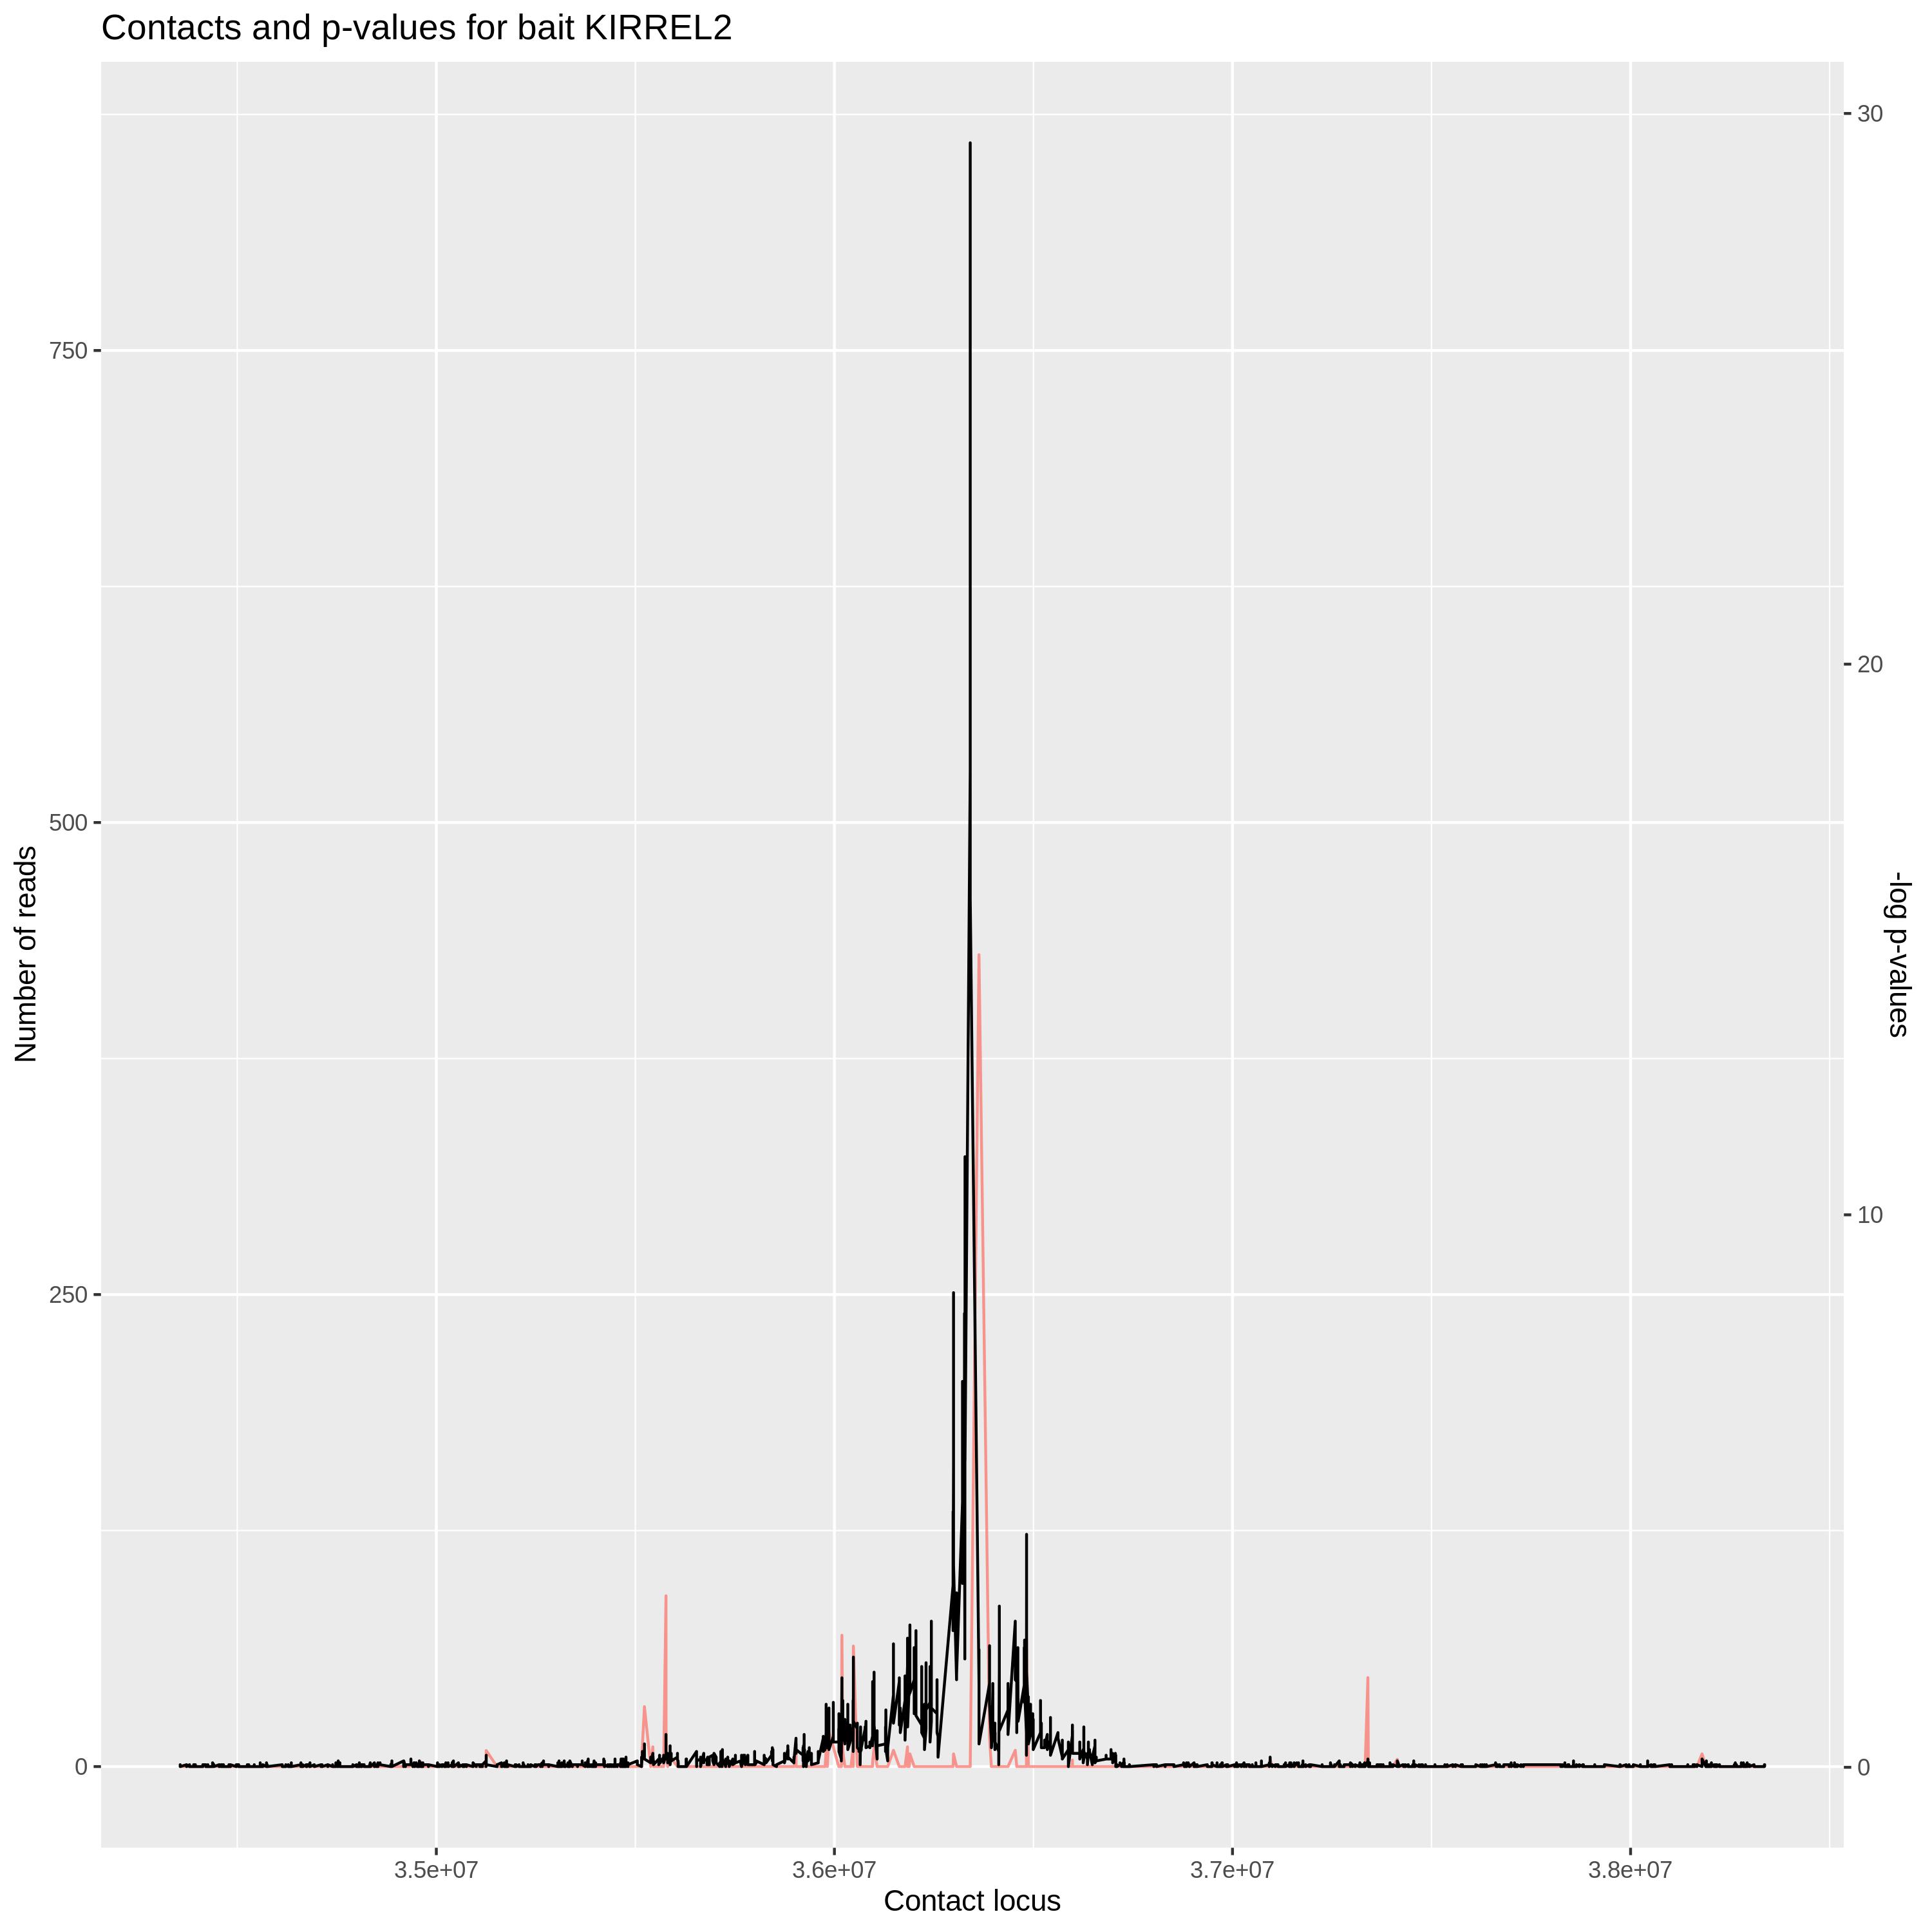 Contacts and p-values for bait KIRREL2
Number of reads
750
500
250
0
30
20
10
0
-log p-values
3.5e+07
3.6e+07
3.7e+07
3.8e+07
Contact locus